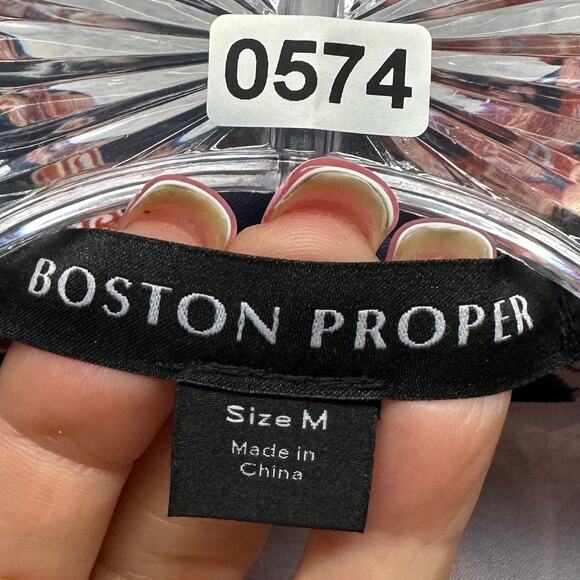 0574
BOSTON PROPER
Size M
Made in
China